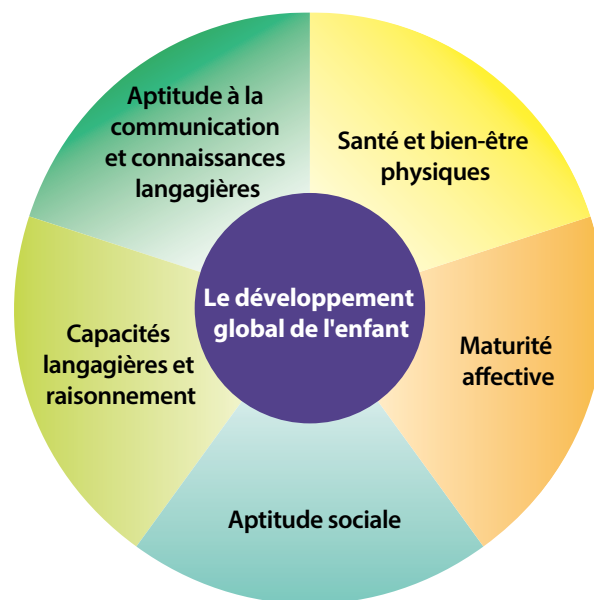 Aptitude à la
communication
et connaissances
langagières
Santé et bien-être
physiques
Le développement
global de l'enfant
Capacités
langagières et
raisonnement
Maturité
affective
Aptitude sociale